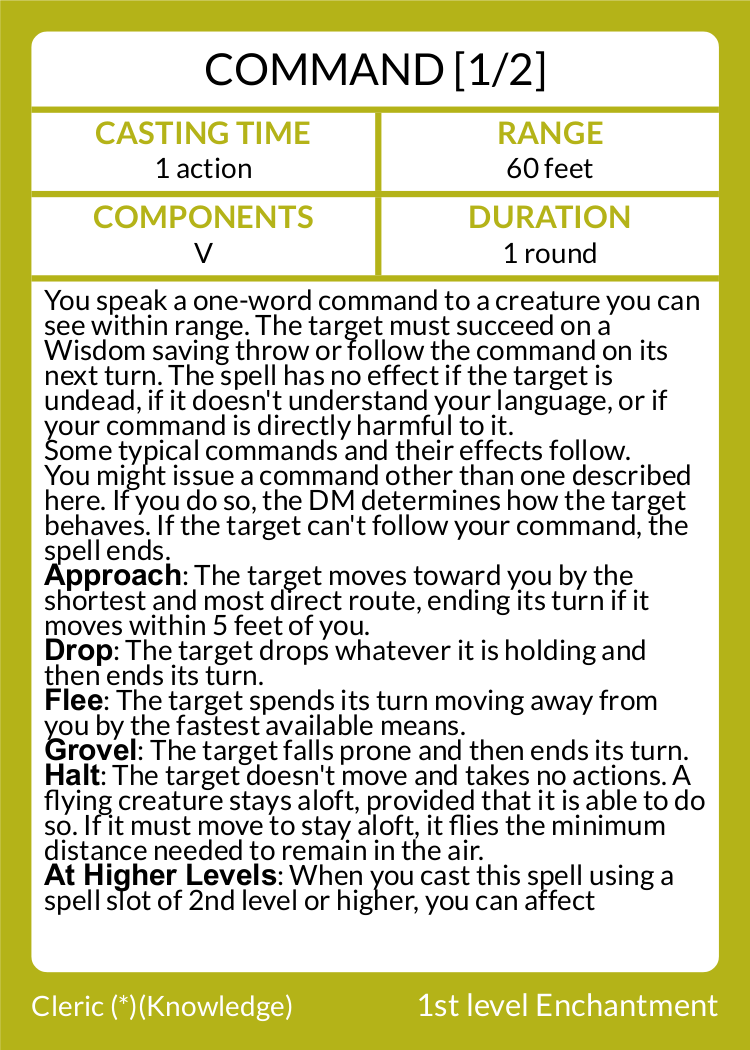 COMMAND [1/2]
CASTING TIME
1 action
RANGE
60 feet
COMPONENTS
V
DURATION
1 round
You speak a one-word command to a creature you can
see within range. The target must succeed on a
Wisdom saving throw or follow the command on its
next turn. The spell has no effect if the target is
undead, if it doesn't understand your language, or if
your command is directly harmful to it.
Some typical commands and their effects follow.
You might issue a command other than one described
here. If you do so, the DM determines how the target
behaves. If the target can't follow your command, the
spell ends.
Approach: The target moves toward you by the
shortest and most direct route, ending its turn if it
moves within 5 feet of you.
Drop: The target drops whatever it is holding and
then ends its turn.
Flee: The target spends its turn moving away from
you by the fastest available means.
Grovel: The target falls prone and then ends its turn.
Halt: The target doesn't move and takes no actions. A
flying creature stays aloft, provided that it is able to do
so. If it must move to stay aloft, it flies the minimum
distance needed to remain in the air.
At Higher Levels: When you cast this spell using a
spell slot of 2nd level or higher, you can affect
Cleric (*)(Knowledge)
1st level Enchantment